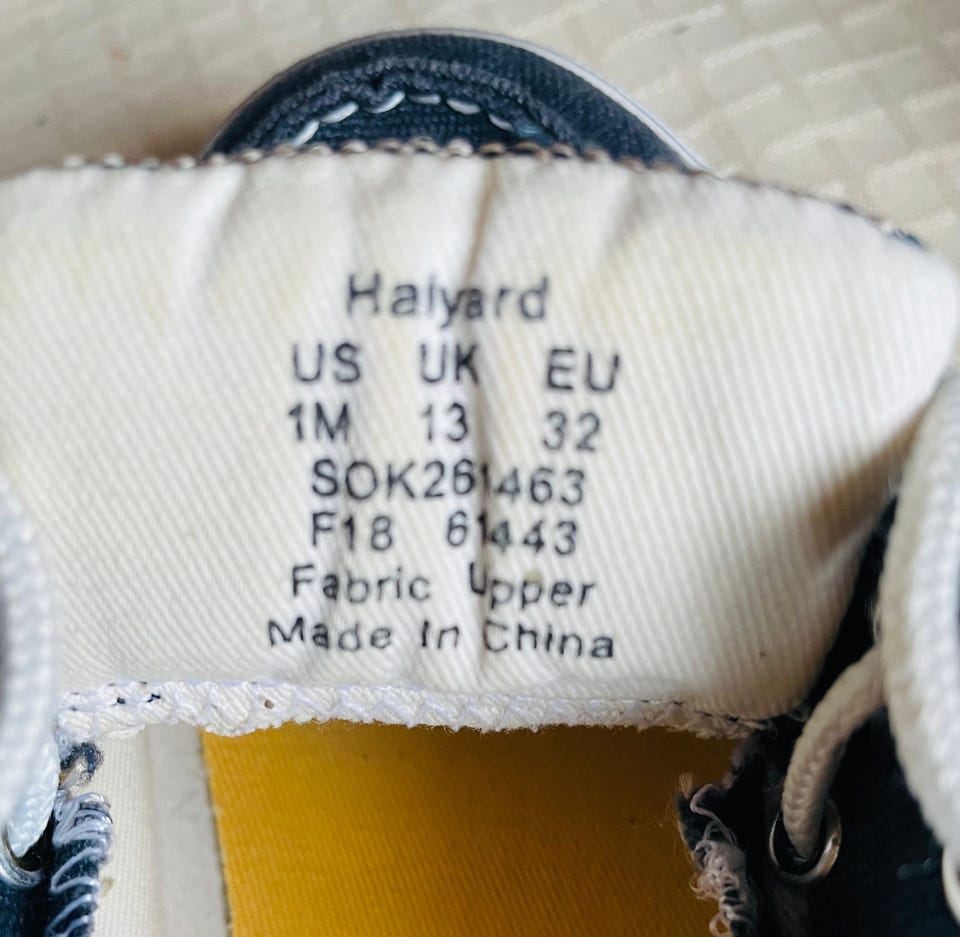 Halyard
US UK EU
1M 13 32
SOK261463
F18 61443
Fabric Upper
Made In China